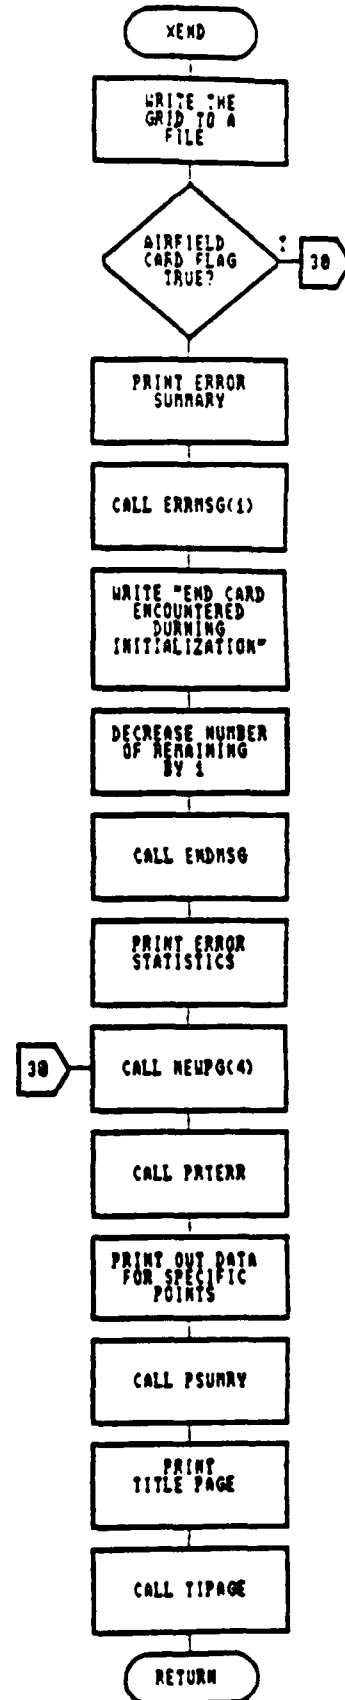 XEND
WRITE THE
GRID TO A
FILE
AIRFIELD
CARD FLAG
TRUE?
T
30
PRINT ERROR
SUMMARY
CALL ERRMSG(1)
WRITE "END CARD
ENCOUNTERED
DURNING
INITIALIZATION"
DECREASE NUMBER
OF REMAINING
BY 1
CALL ENDMSG
PRINT ERROR
STATISTICS
30
CALL NEWPG(4)
CALL PRTERR
PRINT OUT DATA
FOR SPECIFIC
POINTS
CALL PSUMRY
PRINT
TITLE PAGE
CALL TIPAGE
RETURN